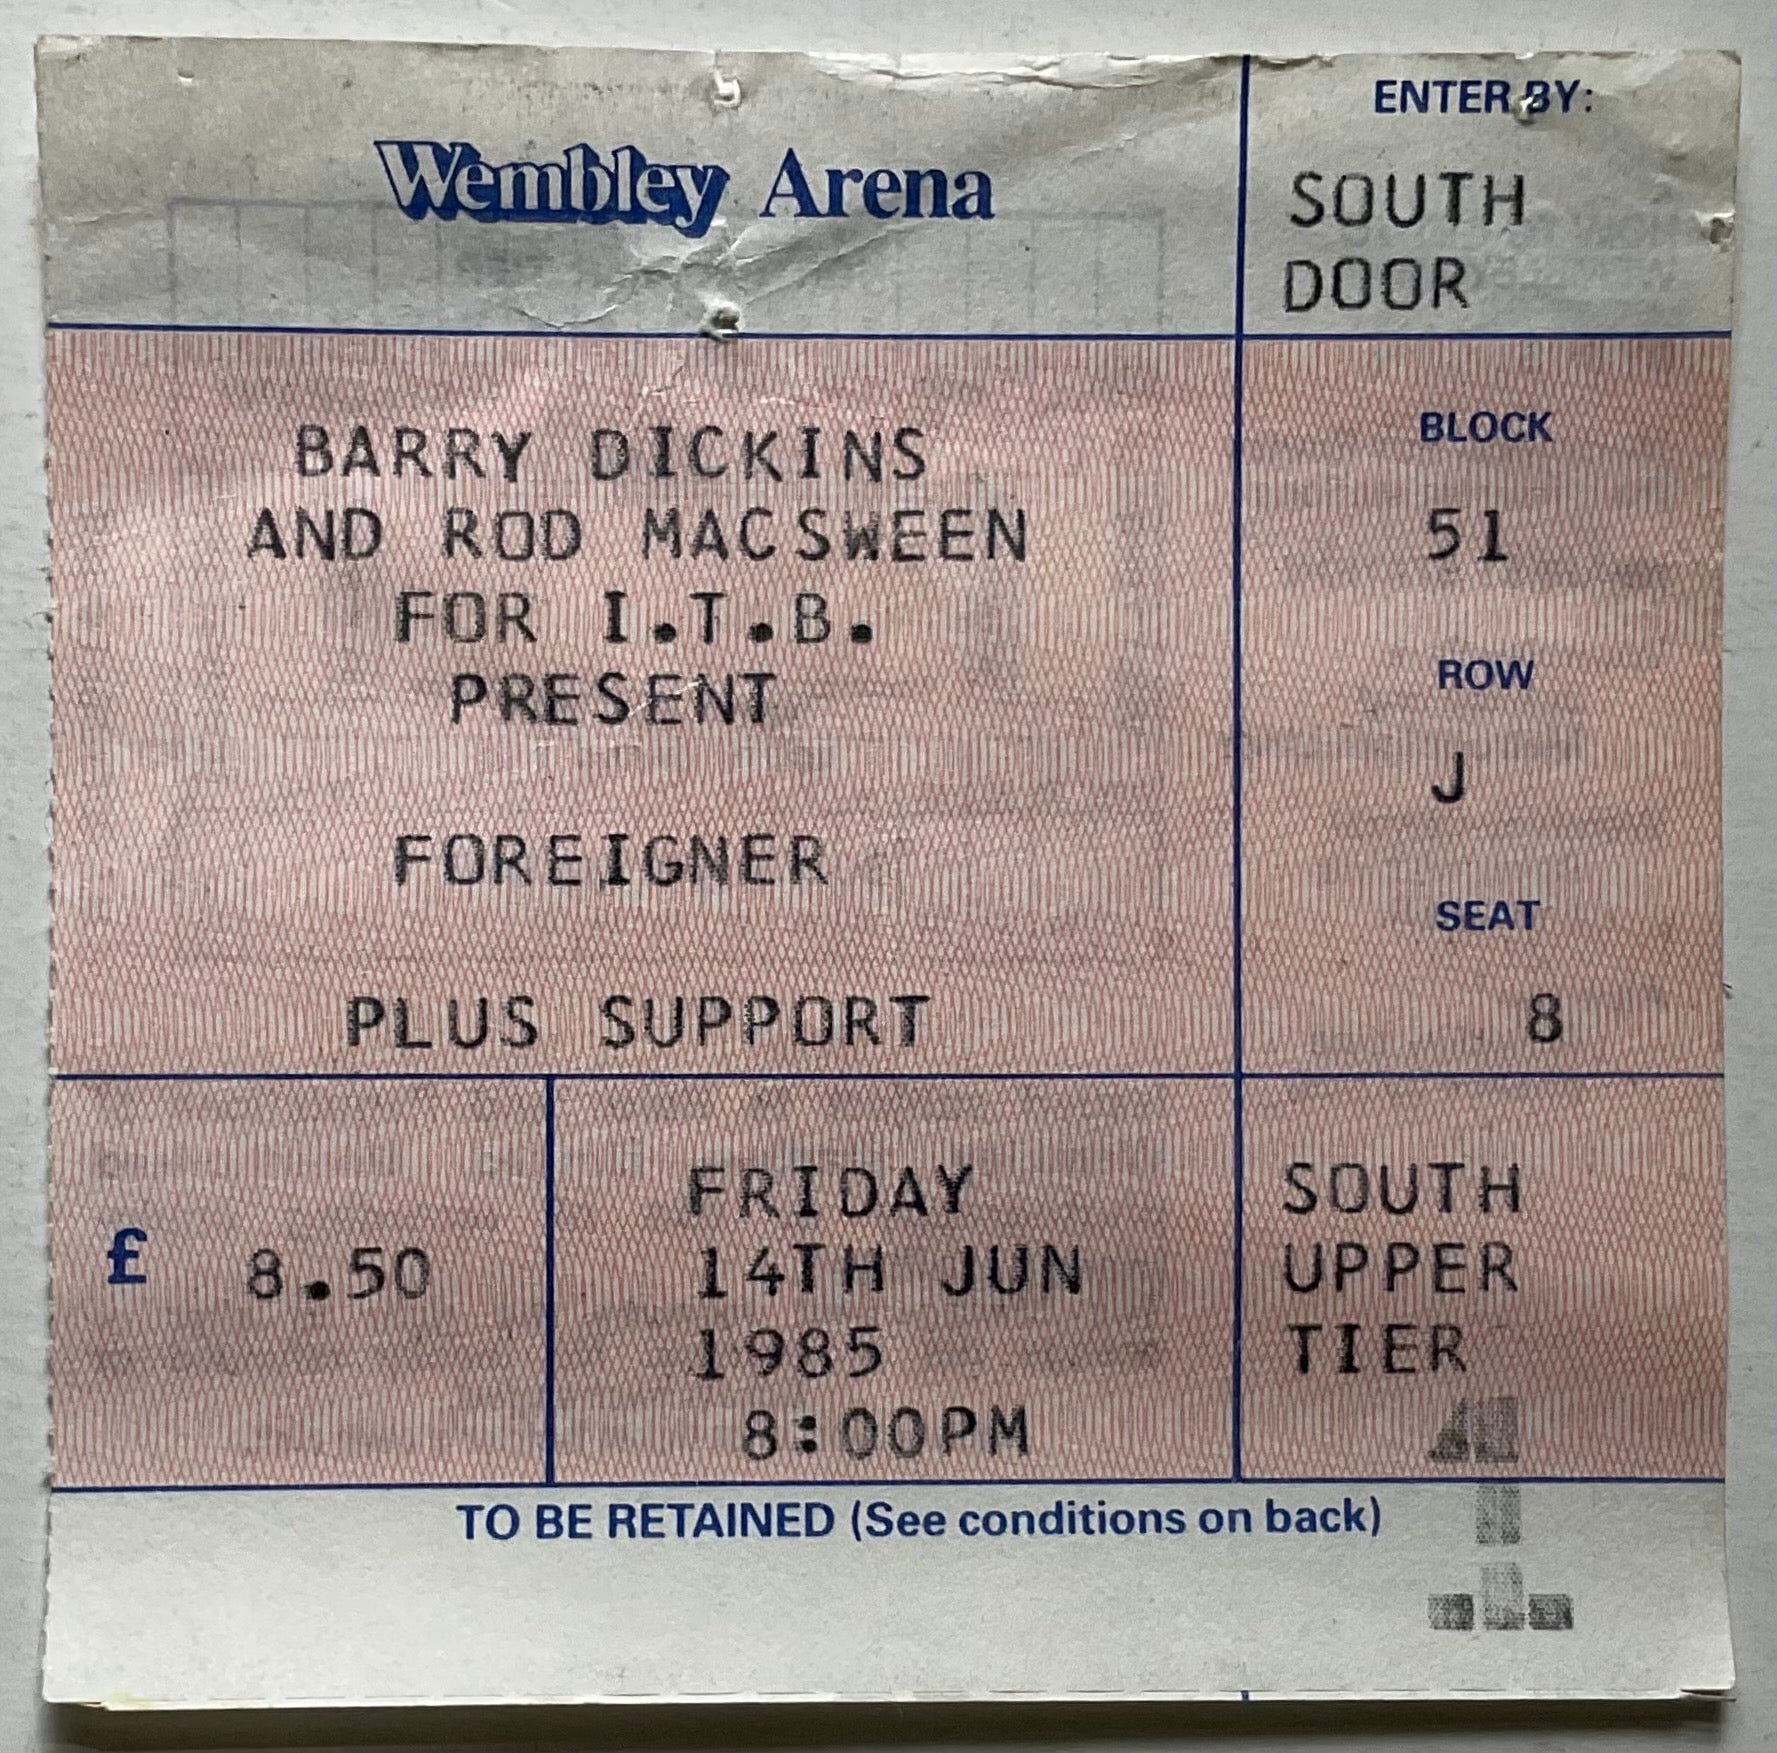 Wembley Arena
ENTER BY:
SOUTH
DOOR
BARRY DICKINS
AND ROD MACSWEEN
FOR I.T.B.
PRESENT
FOREIGNER
PLUS SUPPORT
BLOCK
51
ROW
J
SEAT
8
£ 8.50
FRIDAY
14TH JUN
1985
8:00PM
SOUTH
UPPER
TIER
1
TO BE RETAINED (See conditions on back)